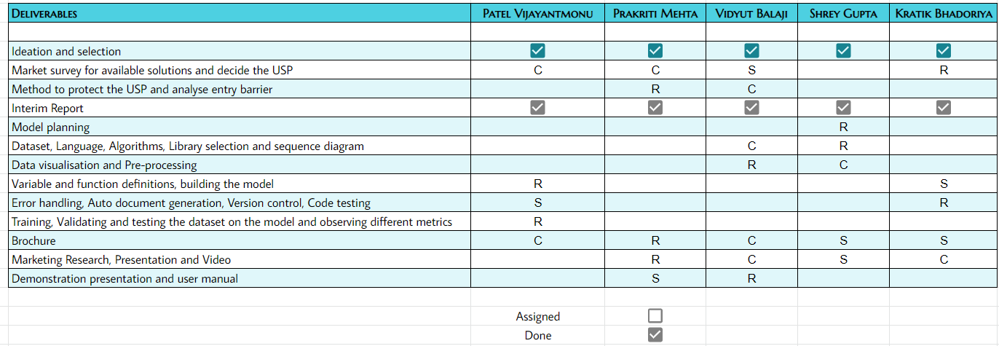 Deliverables Patel Vijayantmonu Prakriti Mehta Vidyut Balaji Shrey Gupta Kratik Bhadoriya
Ideation and selection
Market survey for available solutions and decide the USP C C S R
Method to protect the USP and analyse entry barrier R C
Interim Report
Model planning R
Dataset, Language, Algorithms, Library selection and sequence diagram C R
Data visualisation and Pre-processing R C
Variable and function definitions, building the model R S
Error handling, Auto document generation, Version control, Code testing S R
Training, Validating and testing the dataset on the model and observing different metrics R
Brochure C R C S S
Marketing Research, Presentation and Video R C S C
Demonstration presentation and user manual S R
Assigned
Done